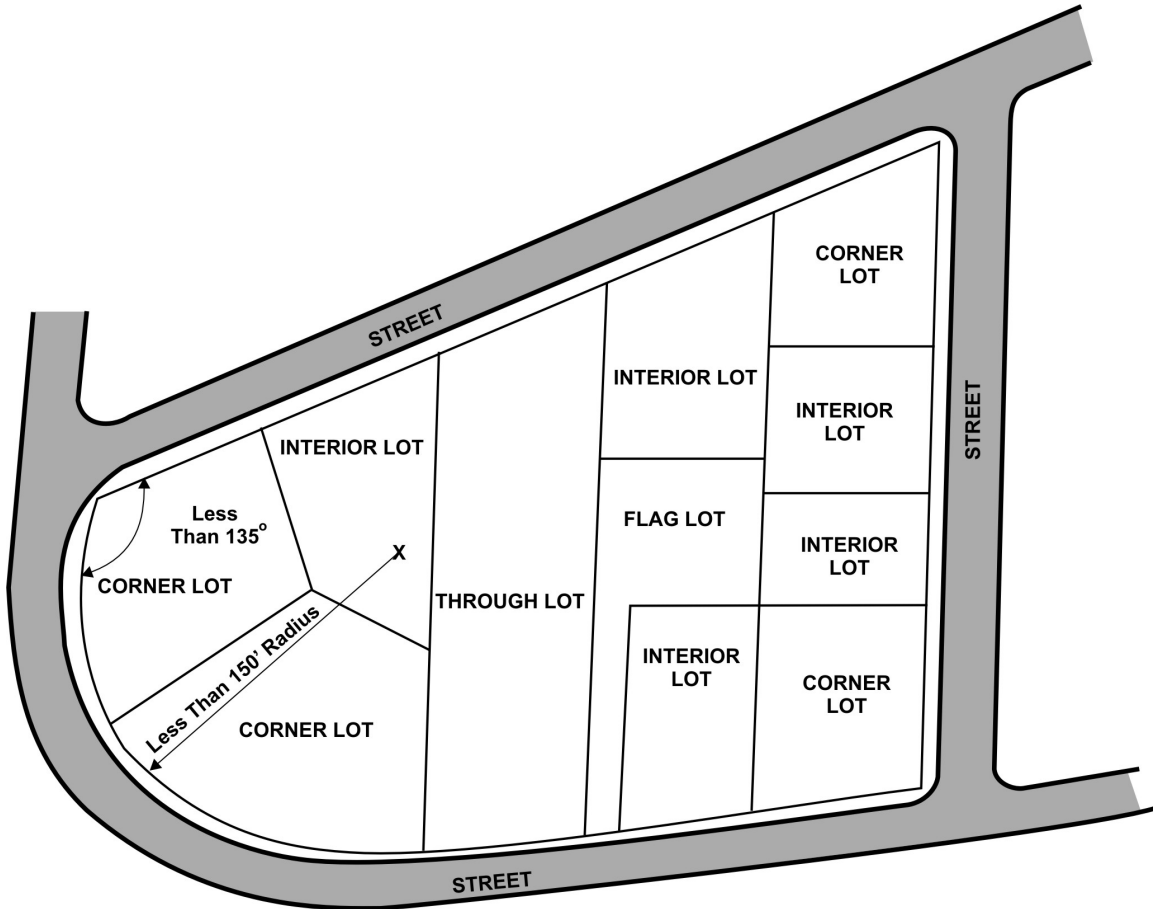 CORNER
LOT
STREET
INTERIOR LOT
INTERIOR
LOT
STREET
INTERIOR LOT
Less
Than 135°
FLAG LOT
INTERIOR
LOT
X
CORNER LOT
THROUGH LOT
Less Than 150’ Radius
INTERIOR
LOT
CORNER
LOT
CORNER LOT
STREET